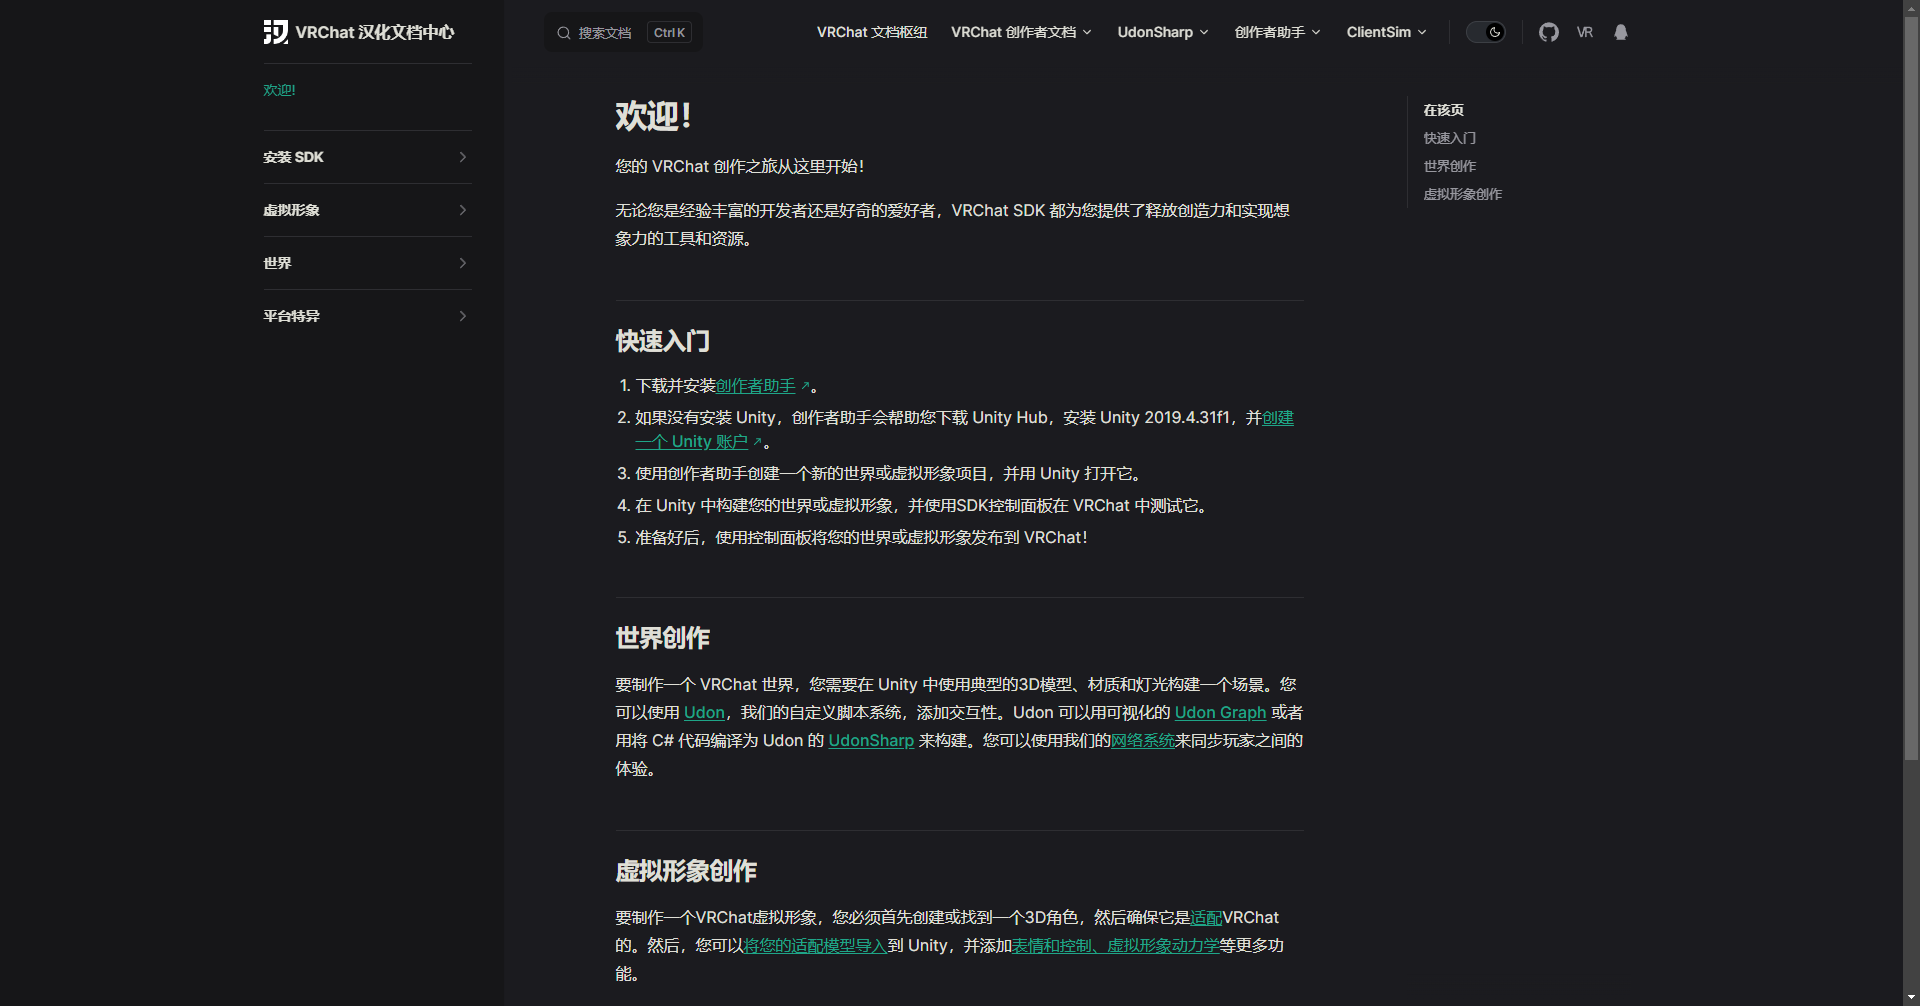 VRChat 汉化文档中心
搜索文档 Ctrl K
VRChat 文档枢纽 VRChat 创作者文档 UdonSharp 创作者助手 ClientSim VR
欢迎!
安装 SDK
虚拟形象
世界
平台特异
欢迎!
您的 VRChat 创作之旅从这里开始!
无论您是经验丰富的开发者还是好奇的爱好者，VRChat SDK 都为您提供了释放创造力和实现想
象力的工具和资源。
快速入门
1. 下载并安装创作者助手。
2. 如果没有安装 Unity，创作者助手会帮助您下载 Unity Hub，安装 Unity 2019.4.31f1，并创建
一个 Unity 账户。
3. 使用创作者助手创建一个新的世界或虚拟形象项目，并用 Unity 打开它。
4. 在 Unity 中构建您的世界或虚拟形象，并使用SDK控制面板在 VRChat 中测试它。
5. 准备好后，使用控制面板将您的世界或虚拟形象发布到 VRChat!
世界创作
要制作一个 VRChat 世界，您需要在 Unity 中使用典型的3D模型、材质和灯光构建一个场景。您
可以使用 Udon，我们的自定义脚本系统，添加交互性。Udon 可以用可视化的 Udon Graph 或者
用将 C# 代码编译为 Udon 的 UdonSharp 来构建。您可以使用我们的网络系统来同步玩家之间的
体验。
虚拟形象创作
要制作一个VRChat虚拟形象，您必须首先创建或找到一个3D角色，然后确保它是适配VRChat
的。然后，您可以将您的适配模型导入到 Unity，并添加表情和控制、虚拟形象动力学等更多功
能。
在该页
快速入门
世界创作
虚拟形象创作